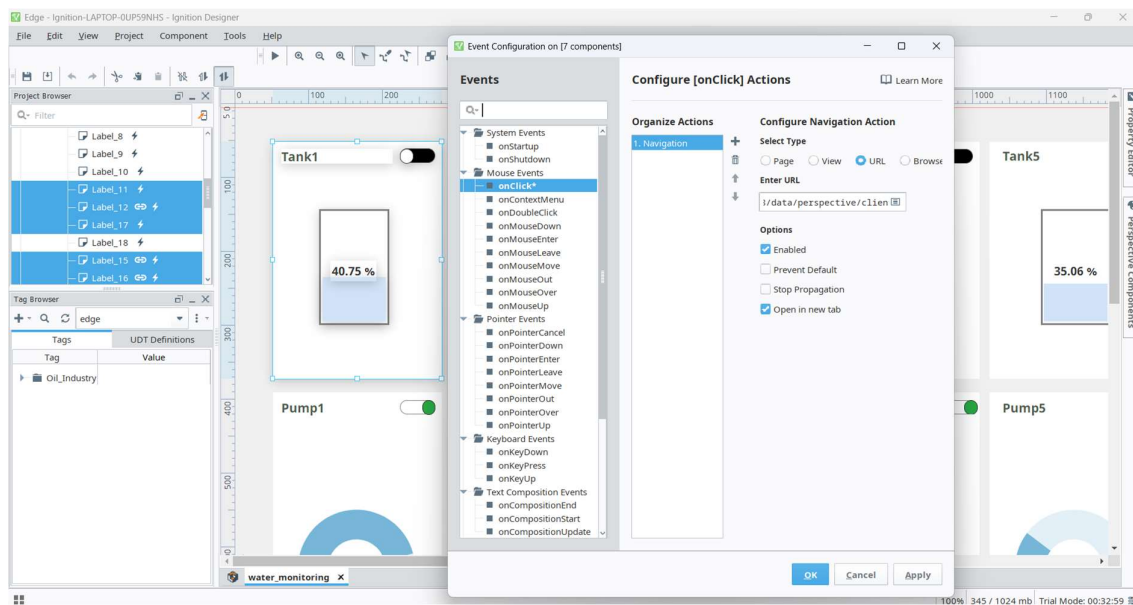 Edge - Ignition-LAPTOP-0UP59NHS - Ignition Designer
File Edit View Project Component Tools Help
Project Browser
Filter
Label_8
Label_9
Label_10
Label_11
Label_12
Label_17
Label_18
Label_15
Label_16
Tag Browser
edge
Tags UDT Definitions
Tag Value
Oil_Industry
0 100 200
100
200
300
400
500
Tank1
40.75 %
Pump1
water_monitoring
Event Configuration on [7 components]
Events
System Events
onStartup
onShutdown
Mouse Events
onClick*
onContextMenu
onDoubleClick
onMouseDown
onMouseEnter
onMouseLeave
onMouseMove
onMouseOut
onMouseOver
onMouseUp
Pointer Events
onPointerCancel
onPointerDown
onPointerEnter
onPointerLeave
onPointerMove
onPointerOut
onPointerOver
onPointerUp
Keyboard Events
onKeyDown
onKeyPress
onKeyUp
Text Composition Events
onCompositionEnd
onCompositionStart
onCompositionUpdate
Configure [onClick] Actions
Learn More
Organize Actions
1. Navigation
Configure Navigation Action
Select Type
Page View URL Browse
Enter URL
/data/perspective/clien
Options
Enabled
Prevent Default
Stop Propagation
Open in new tab
OK Cancel Apply
1000 1100
Tank5
35.06 %
Pump5
Property Editor
Perspective Components
100% 345 / 1024 mb Trial Mode: 00:32:59